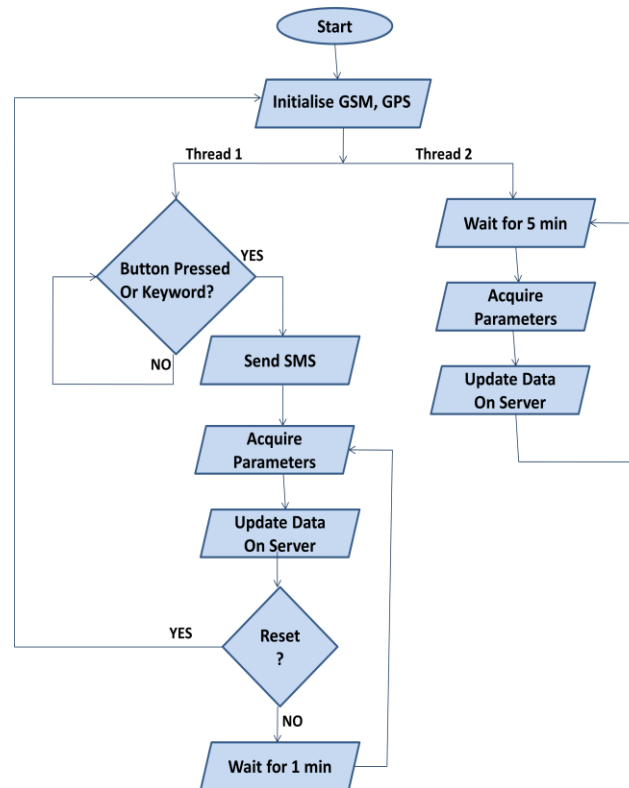 Start
Initialise GSM, GPS
Thread 1
Thread 2
Button Pressed
Or Keyword?
YES
NO
Send SMS
Acquire
Parameters
Update Data
On Server
Reset
?
YES
NO
Wait for 1 min
Wait for 5 min
Acquire
Parameters
Update Data
On Server